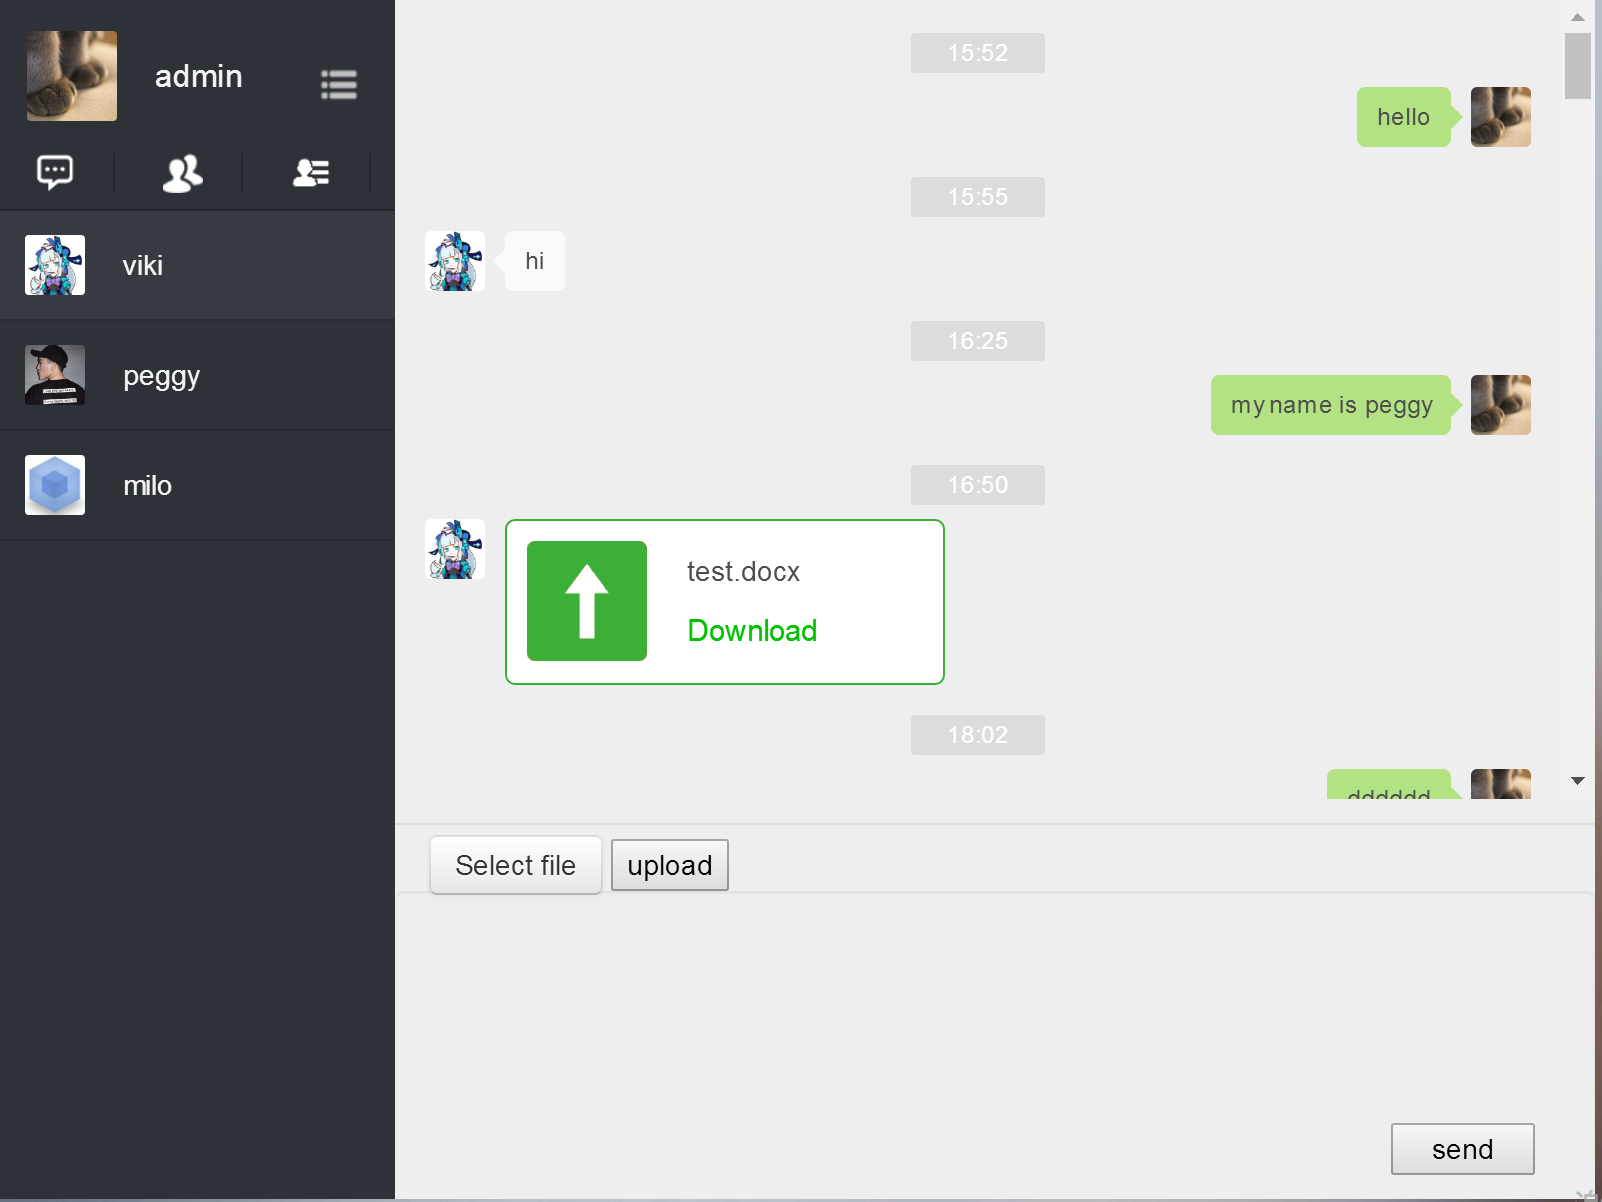 admin
viki
peggy
milo
15:52
hello
15:55
hi
16:25
my name is peggy
16:50
test.docx
Download
18:02
dddddd
Select file
upload
send